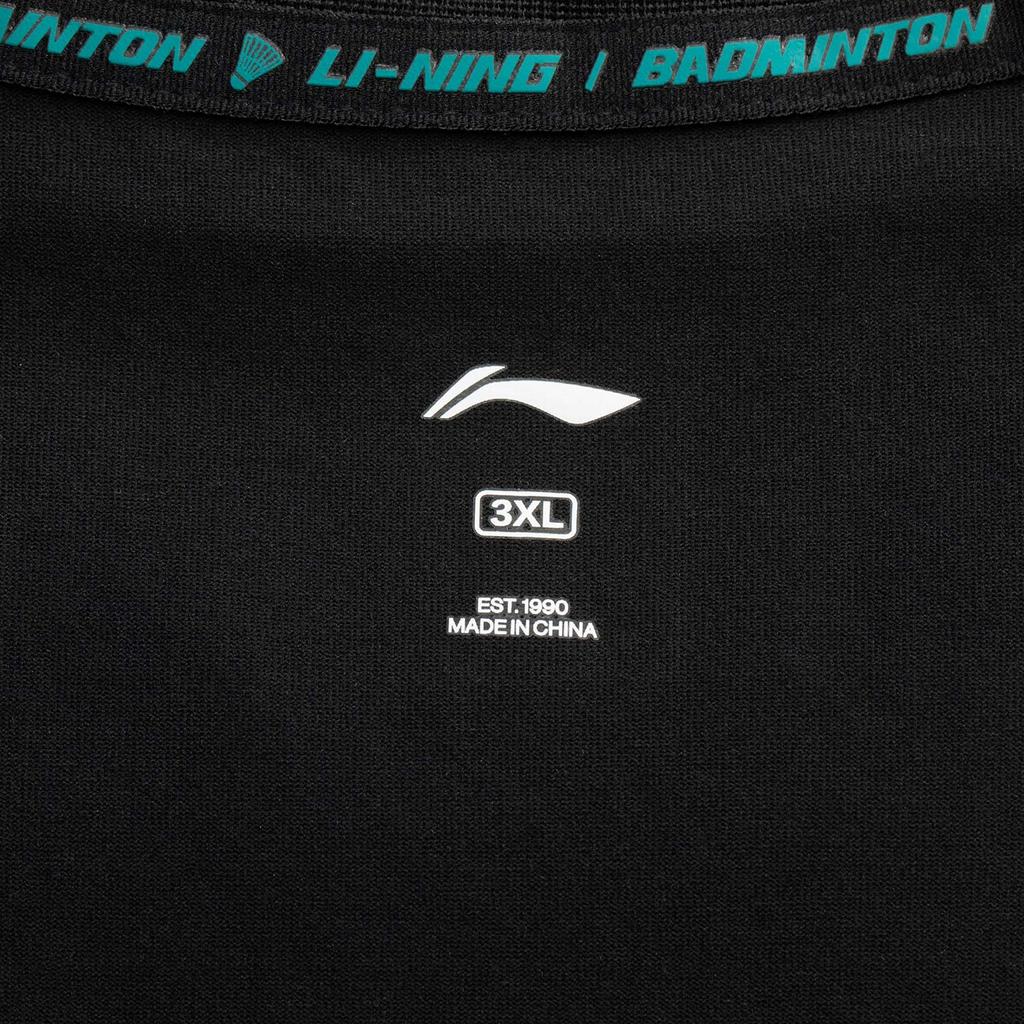 MINTON LI-NING / BADMINTON
3XL
EST. 1990
MADE IN CHINA